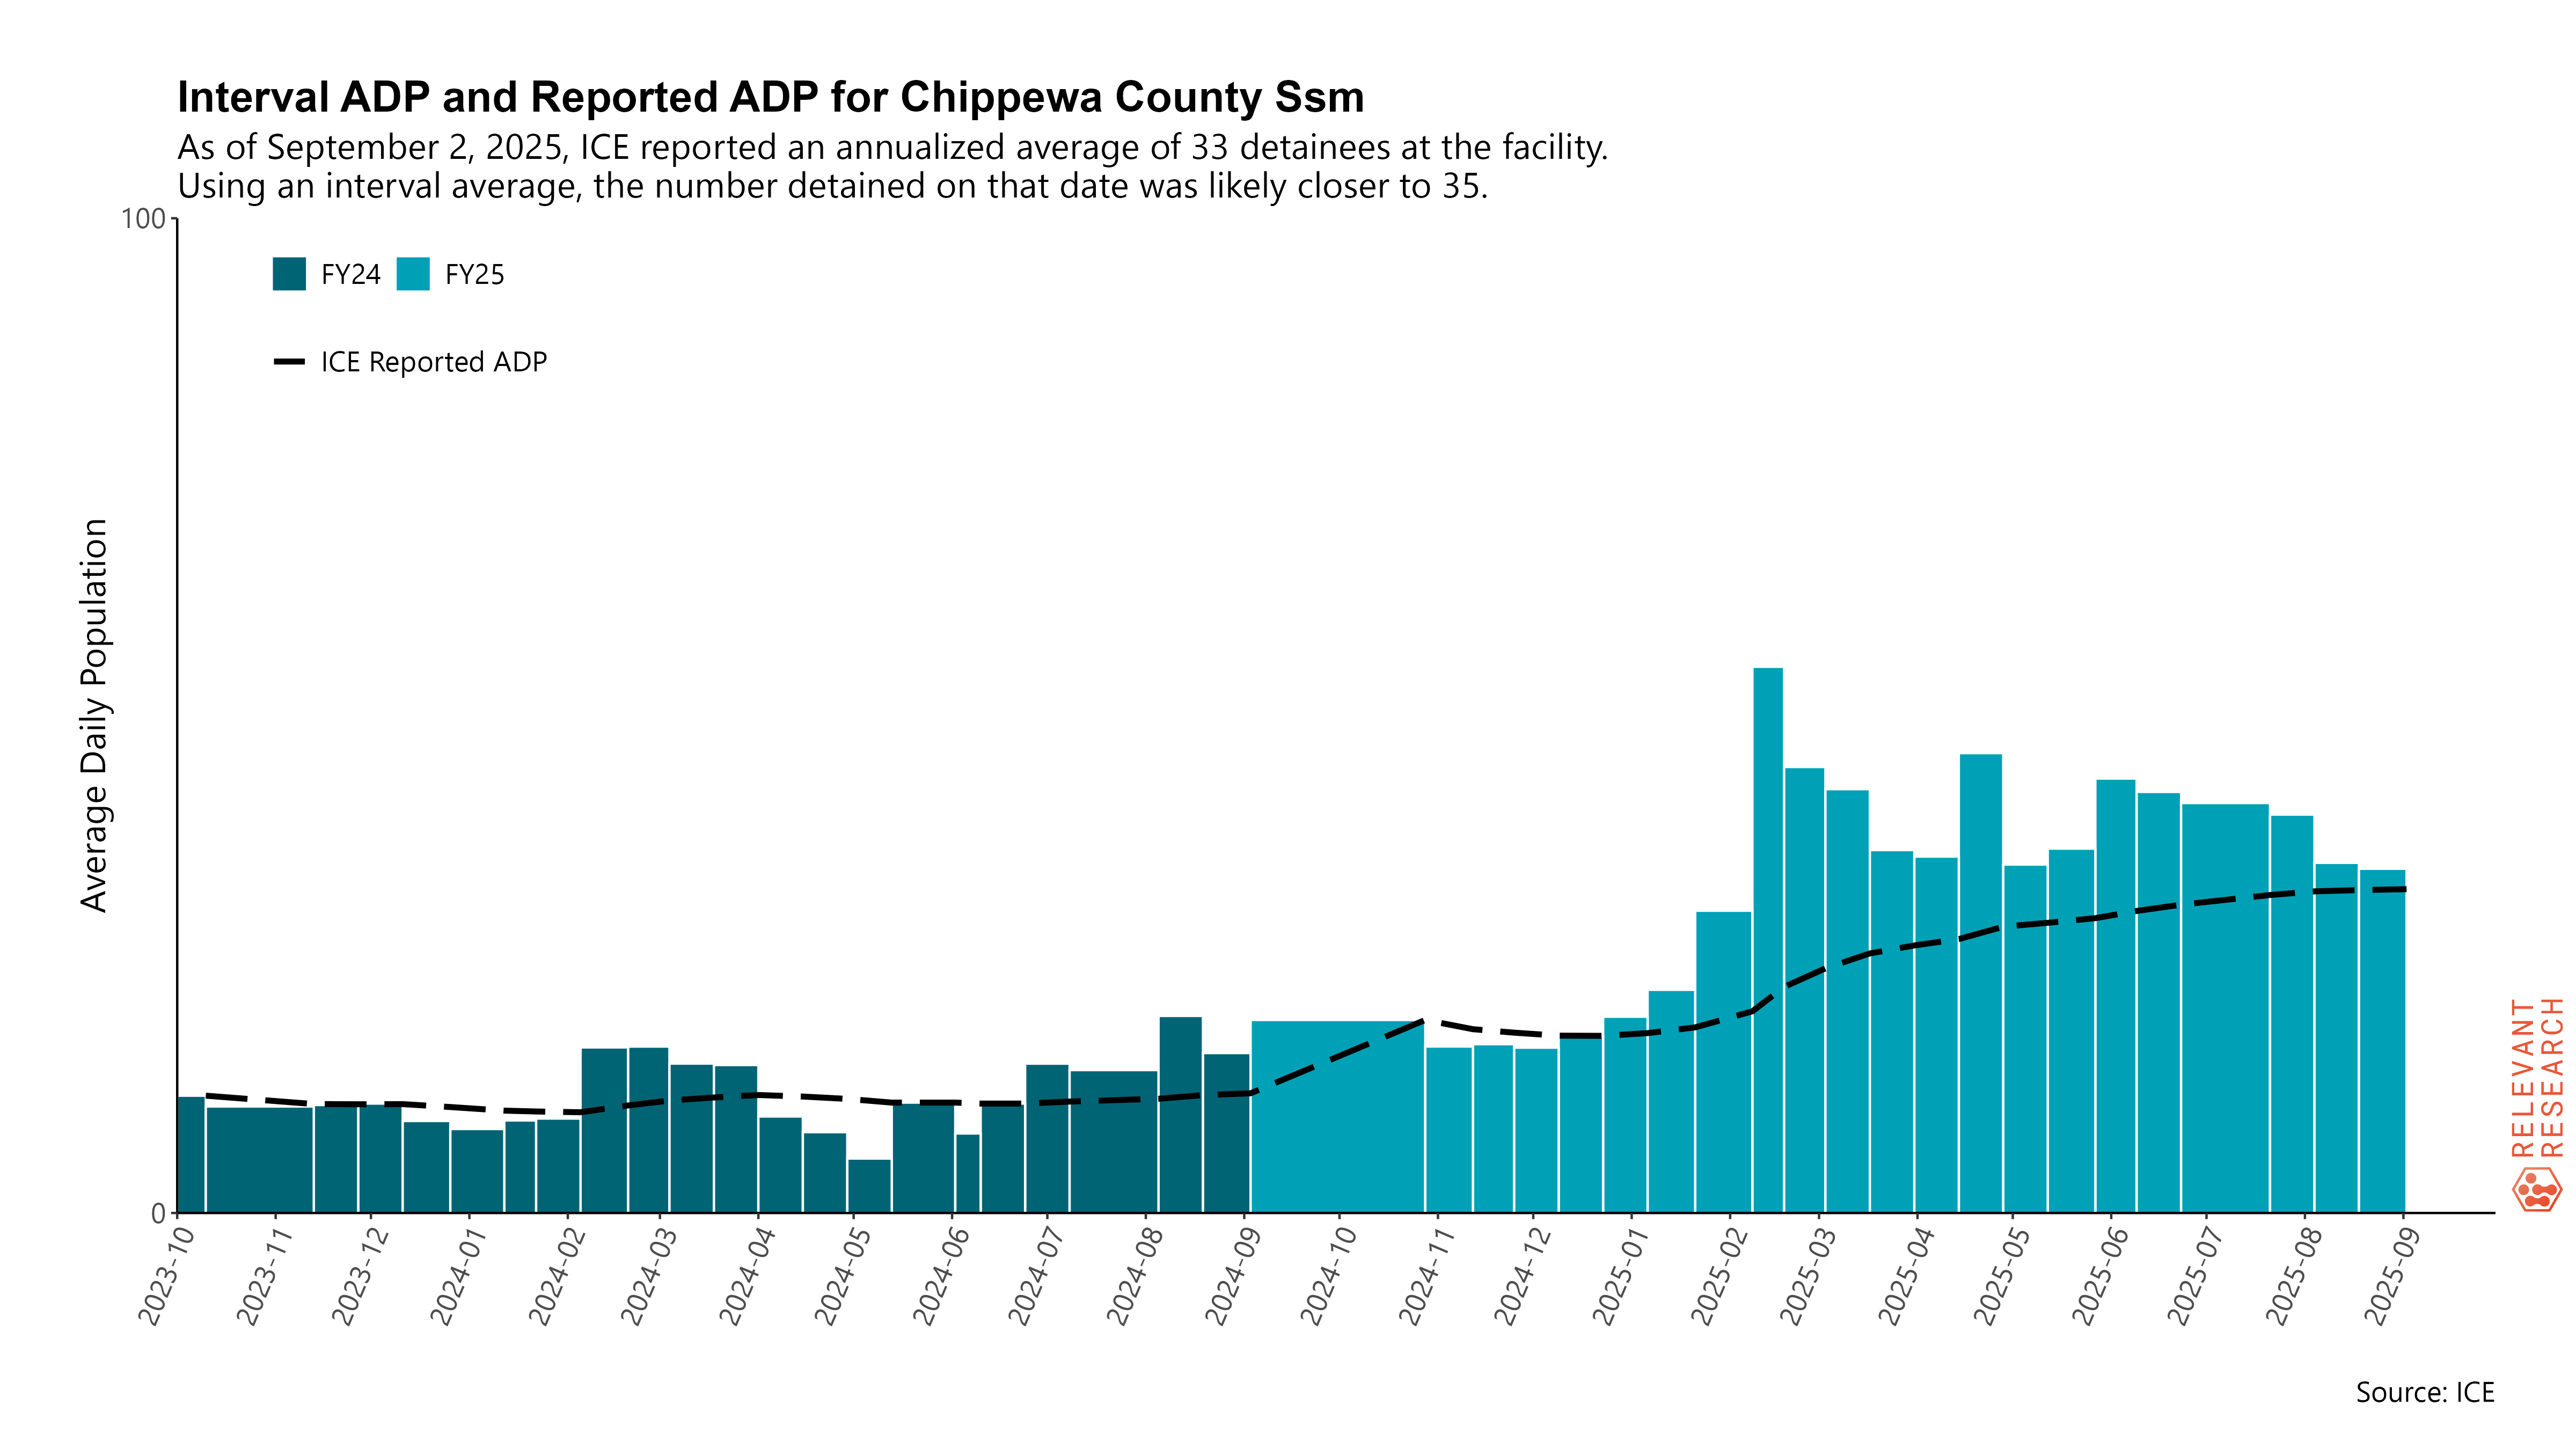 Interval ADP and Reported ADP for Chippewa County Ssm
As of September 2, 2025, ICE reported an annualized average of 33 detainees at the facility.
Using an interval average, the number detained on that date was likely closer to 35.
100
FY24 FY25
ICE Reported ADP
Average Daily Population
0
2023-10 2023-11 2023-12 2024-01 2024-02 2024-03 2024-04 2024-05 2024-06 2024-07 2024-08 2024-09 2024-10 2024-11 2024-12 2025-01 2025-02 2025-03 2025-04 2025-05 2025-06 2025-07 2025-08 2025-09
RELEVANT
RESEARCH
Source: ICE